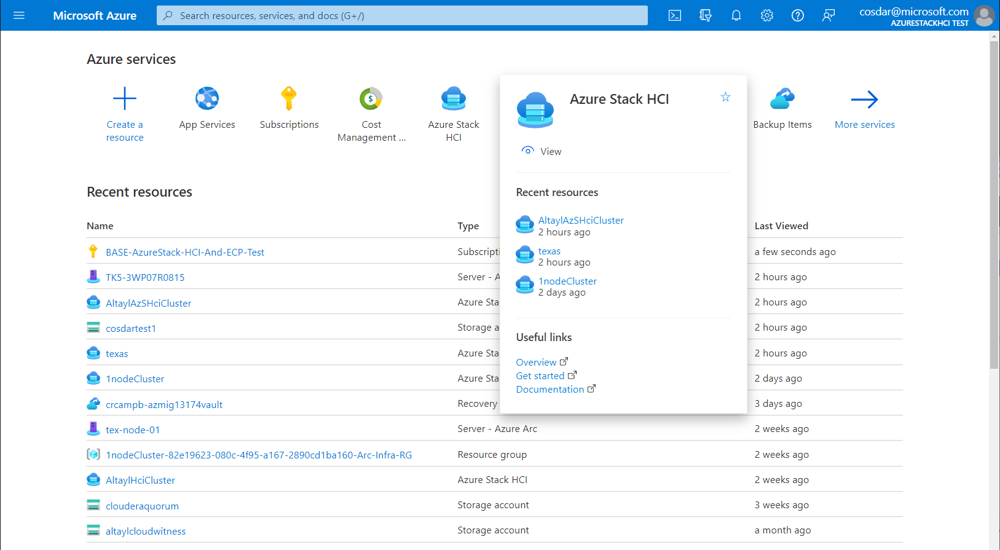 Microsoft Azure
Search resources, services, and docs (G+/)
cosdar@microsoft.com
AZURESTACKHCI TEST
Azure services
Create a
resource
App Services
Subscriptions
Cost
Management ...
Azure Stack
HCI
Backup Items
More services
Azure Stack HCI
View
Recent resources
AltaylAzSHciCluster
2 hours ago
texas
2 hours ago
1nodeCluster
2 days ago
Useful links
Overview
Get started
Documentation
Recent resources
Name Type Last Viewed
BASE-AzureStack-HCI-And-ECP-Test Subscripti a few seconds ago
TK5-3WP07R0815 Server - A 2 hours ago
AltaylAzSHciCluster Azure Sta 2 hours ago
cosdartest1 Storage a 2 hours ago
texas Azure Sta 2 hours ago
1nodeCluster Azure Sta 2 days ago
crcampb-azmig13174vault Recovery 3 days ago
tex-node-01 Server - Azure Arc 2 weeks ago
1nodeCluster-82e19623-080c-4f95-a167-2890cd1ba160-Arc-Infra-RG Resource group 2 weeks ago
AltaylHciCluster Azure Stack HCI 2 weeks ago
clouderaquorum Storage account 3 weeks ago
altaylcloudwitness Storage account a month ago